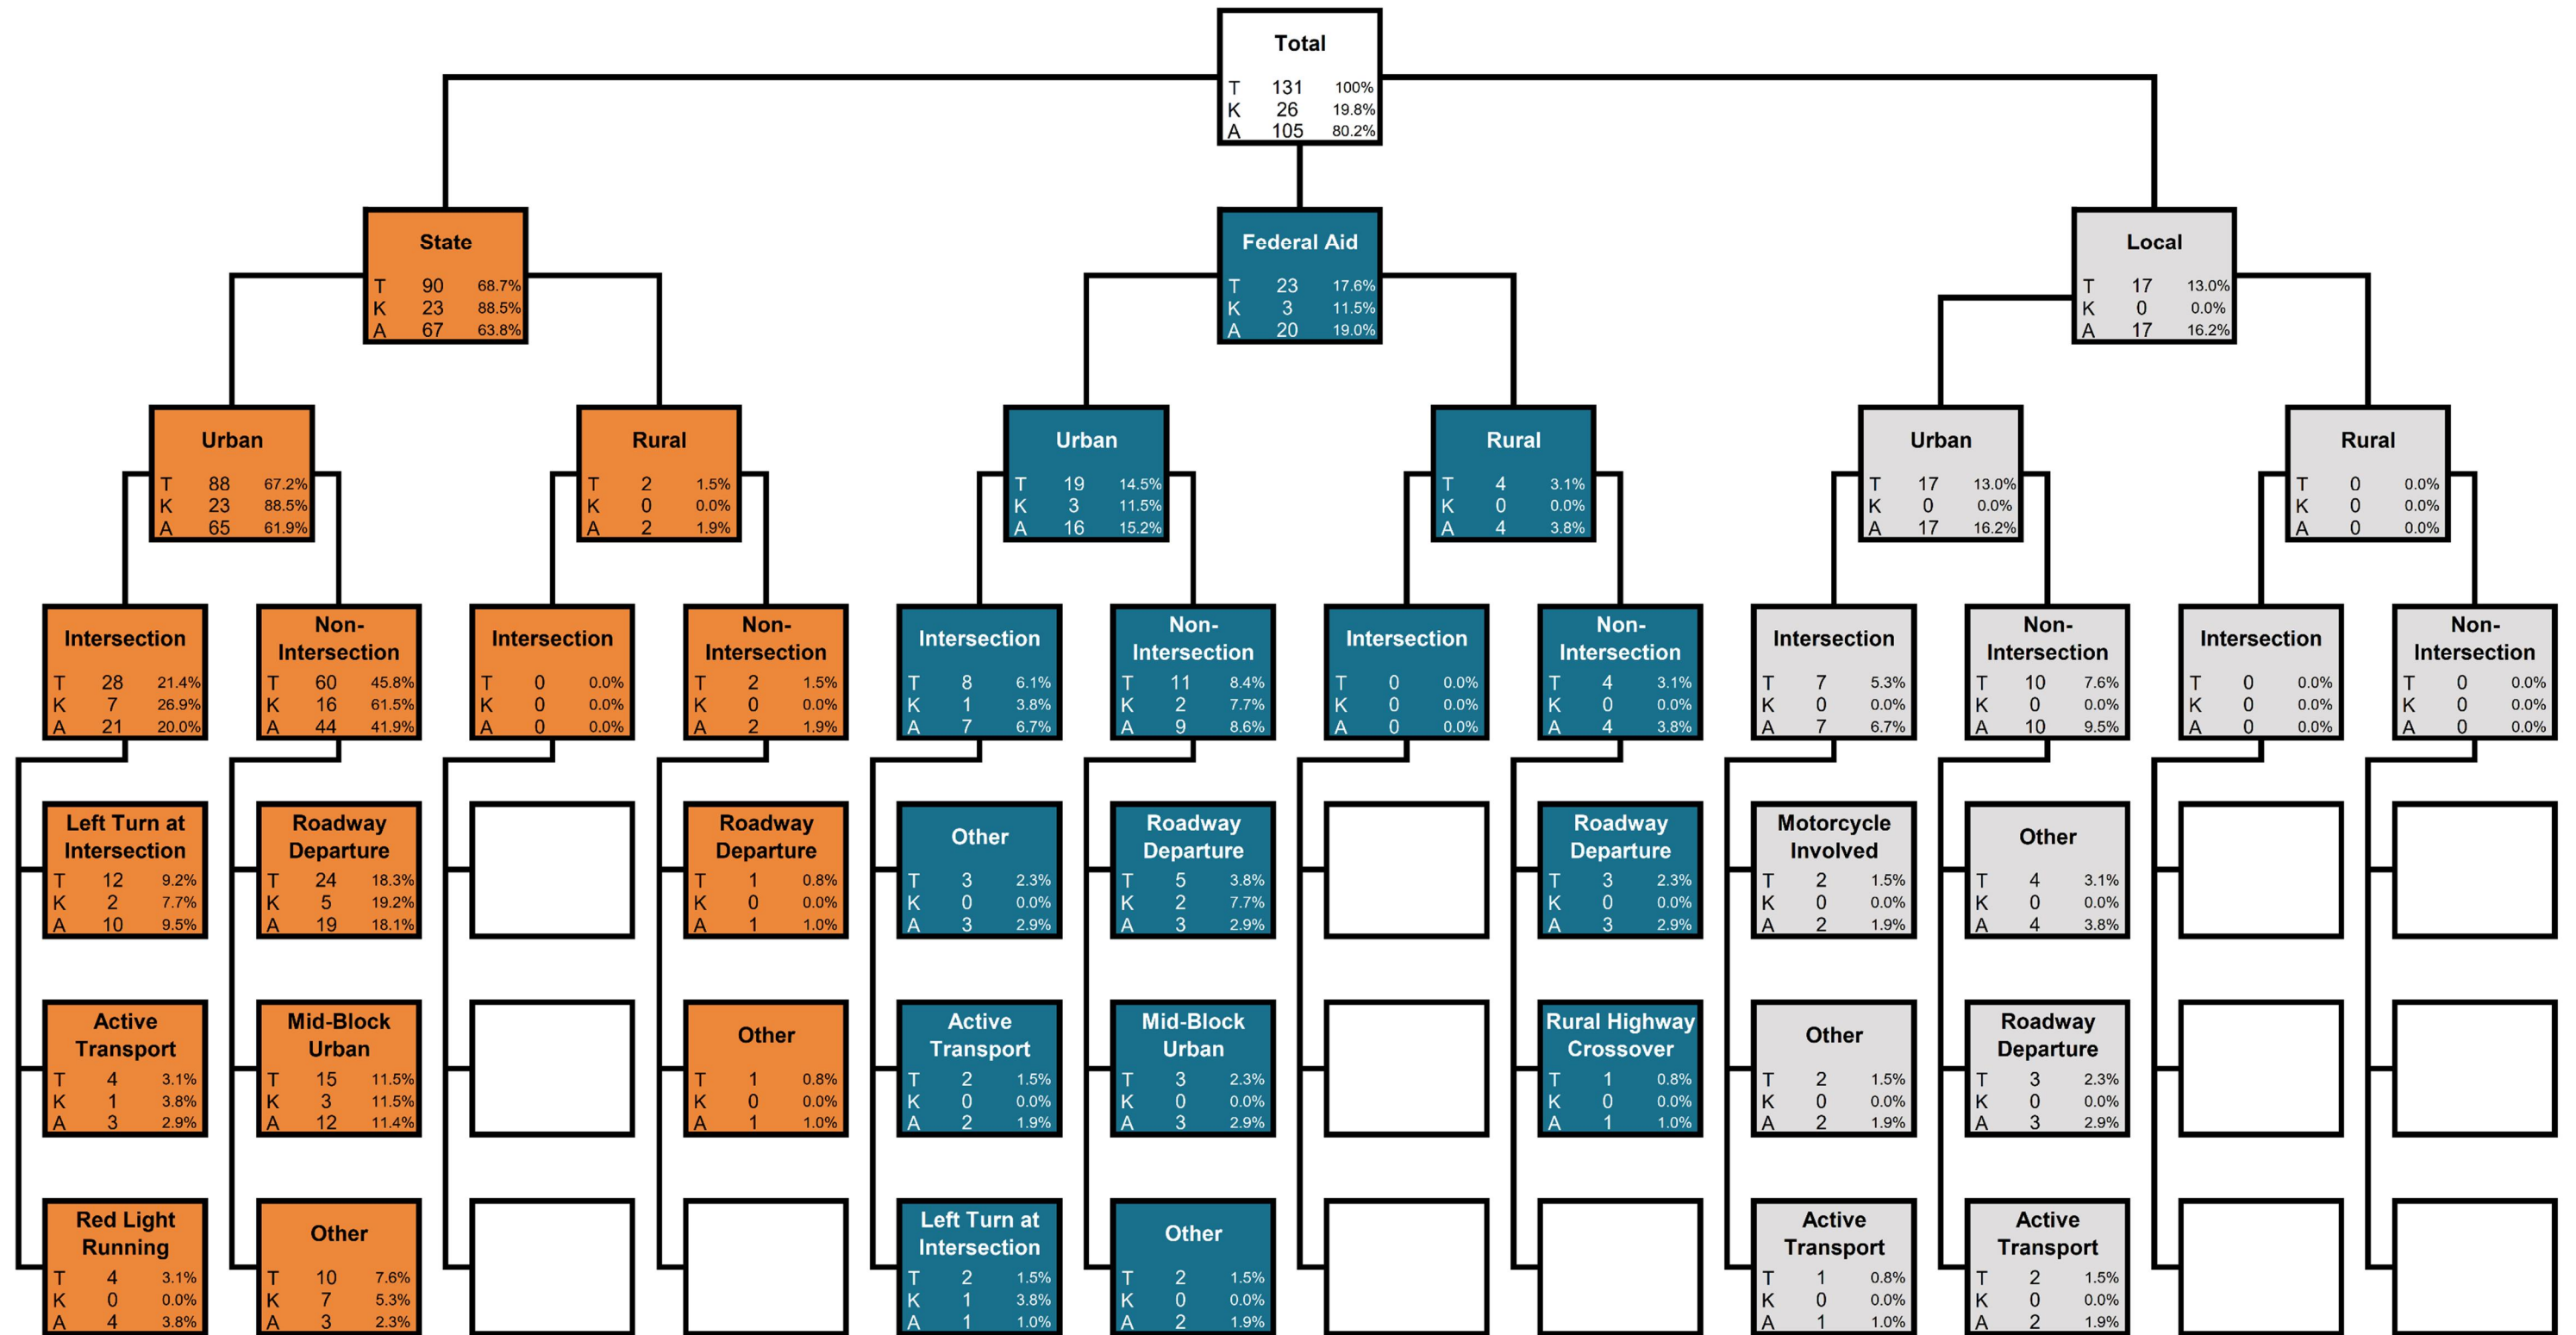 Total
T 131 100%
K 26 19.8%
A 105 80.2%
State
T 90 68.7%
K 23 88.5%
A 67 63.8%
Federal Aid
T 23 17.6%
K 3 11.5%
A 20 19.0%
Local
T 17 13.0%
K 0 0.0%
A 17 16.2%
Urban
T 88 67.2%
K 23 88.5%
A 65 61.9%
Rural
T 2 1.5%
K 0 0.0%
A 2 1.9%
Urban
T 19 14.5%
K 3 11.5%
A 16 15.2%
Rural
T 4 3.1%
K 0 0.0%
A 4 3.8%
Urban
T 17 13.0%
K 0 0.0%
A 17 16.2%
Rural
T 0 0.0%
K 0 0.0%
A 0 0.0%
Intersection
T 28 21.4%
K 7 26.9%
A 21 20.0%
Non-
Intersection
T 60 45.8%
K 16 61.5%
A 44 41.9%
Intersection
T 0 0.0%
K 0 0.0%
A 0 0.0%
Non-
Intersection
T 2 1.5%
K 0 0.0%
A 2 1.9%
Intersection
T 8 6.1%
K 1 3.8%
A 7 6.7%
Non-
Intersection
T 11 8.4%
K 2 7.7%
A 9 8.6%
Intersection
T 0 0.0%
K 0 0.0%
A 0 0.0%
Non-
Intersection
T 4 3.1%
K 0 0.0%
A 4 3.8%
Intersection
T 7 5.3%
K 0 0.0%
A 7 6.7%
Non-
Intersection
T 10 7.6%
K 0 0.0%
A 10 9.5%
Intersection
T 0 0.0%
K 0 0.0%
A 0 0.0%
Non-
Intersection
T 0 0.0%
K 0 0.0%
A 0 0.0%
Left Turn at
Intersection
T 12 9.2%
K 2 7.7%
A 10 9.5%
Roadway
Departure
T 24 18.3%
K 5 19.2%
A 19 18.1%
Roadway
Departure
T 1 0.8%
K 0 0.0%
A 1 1.0%
Other
T 3 2.3%
K 0 0.0%
A 3 2.9%
Roadway
Departure
T 5 3.8%
K 2 7.7%
A 3 2.9%
Roadway
Departure
T 3 2.3%
K 0 0.0%
A 3 2.9%
Motorcycle
Involved
T 2 1.5%
K 0 0.0%
A 2 1.9%
Other
T 4 3.1%
K 0 0.0%
A 4 3.8%
Active
Transport
T 4 3.1%
K 1 3.8%
A 3 2.9%
Mid-Block
Urban
T 15 11.5%
K 3 11.5%
A 12 11.4%
Other
T 1 0.8%
K 0 0.0%
A 1 1.0%
Active
Transport
T 2 1.5%
K 0 0.0%
A 2 1.9%
Mid-Block
Urban
T 3 2.3%
K 0 0.0%
A 3 2.9%
Rural Highway
Crossover
T 1 0.8%
K 0 0.0%
A 1 1.0%
Other
T 2 1.5%
K 0 0.0%
A 2 1.9%
Roadway
Departure
T 3 2.3%
K 0 0.0%
A 3 2.9%
Red Light
Running
T 4 3.1%
K 0 0.0%
A 4 3.8%
Other
T 10 7.6%
K 7 5.3%
A 3 2.3%
Left Turn at
Intersection
T 2 1.5%
K 1 3.8%
A 1 1.0%
Other
T 2 1.5%
K 0 0.0%
A 2 1.9%
Active
Transport
T 1 0.8%
K 0 0.0%
A 1 1.0%
Active
Transport
T 2 1.5%
K 0 0.0%
A 2 1.9%